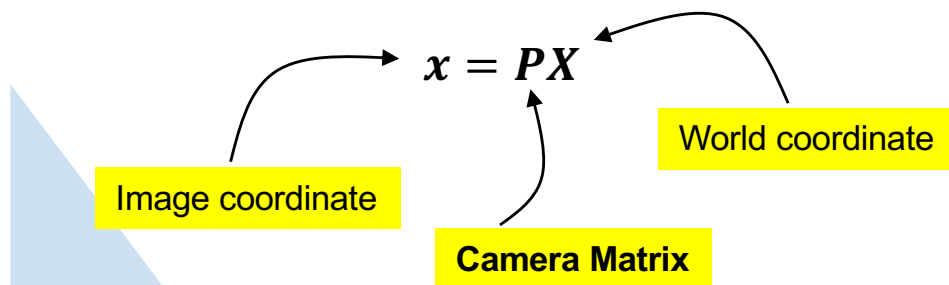 x = PX
World coordinate
Image coordinate
Camera Matrix